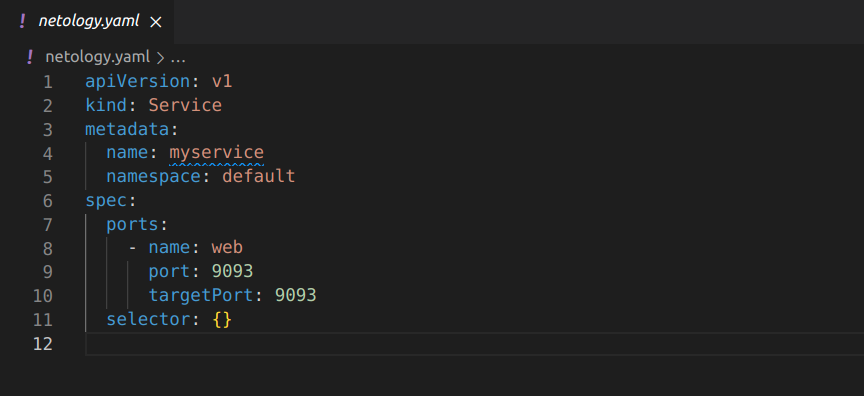 ! netology.yaml ×
! netology.yaml > ...
1 apiVersion: v1
2 kind: Service
3 metadata:
4   name: myservice
5   namespace: default
6 spec:
7   ports:
8     - name: web
9       port: 9093
10       targetPort: 9093
11   selector: {}
12